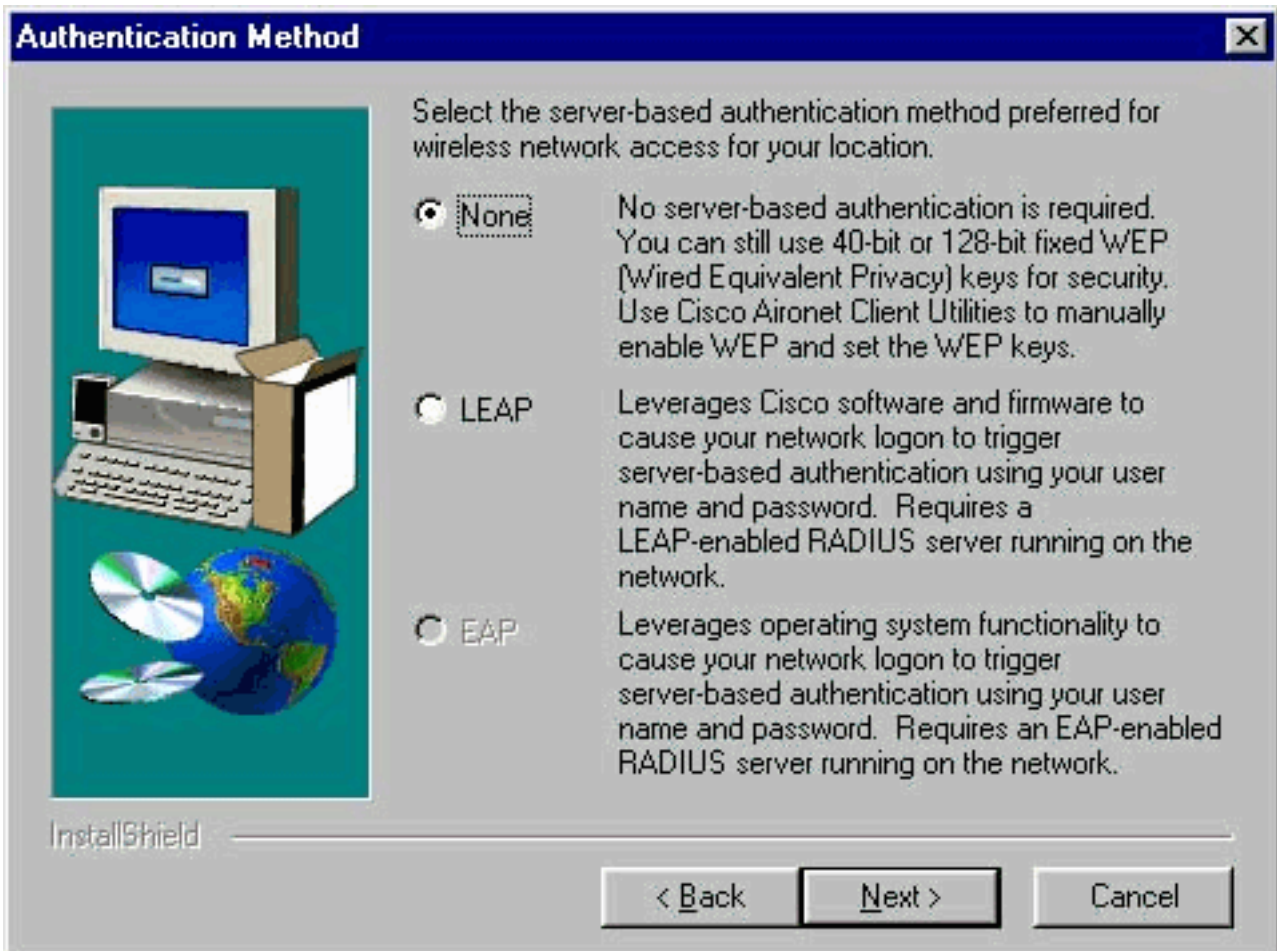 Authentication Method
Select the server-based authentication method preferred for
wireless network access for your location.
None
No server-based authentication is required.
You can still use 40-bit or 128-bit fixed WEP
(Wired Equivalent Privacy) keys for security.
Use Cisco Aironet Client Utilities to manually
enable WEP and set the WEP keys.
LEAP
Leverages Cisco software and firmware to
cause your network logon to trigger
server-based authentication using your user
name and password. Requires a
LEAP-enabled RADIUS server running on the
network.
EAP
Leverages operating system functionality to
cause your network logon to trigger
server-based authentication using your user
name and password. Requires an EAP-enabled
RADIUS server running on the network.
InstallShield
< Back
Next >
Cancel